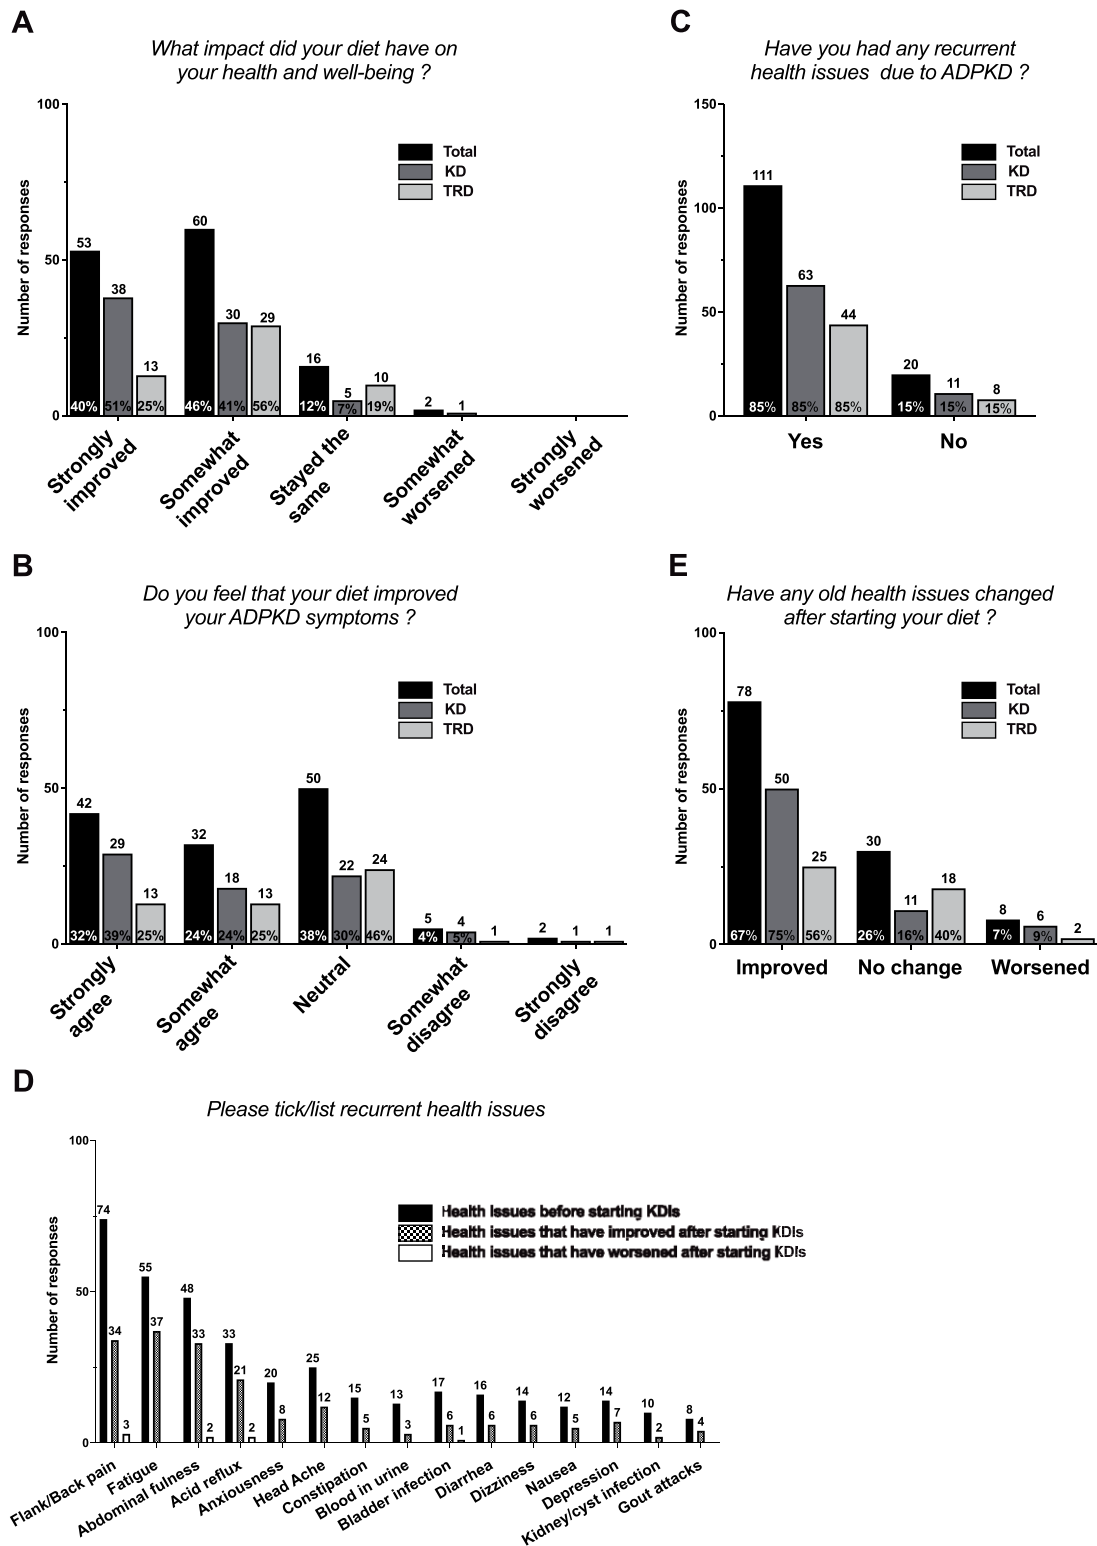 A
What impact did your diet have on
your health and well-being ?
100
50
0
Number of responses
Total
KD
TRD
53
38
13
60
30
29
16
5
10
2
1
40%
51%
25%
46%
41%
56%
12%
7%
19%
Strongly
improved
Somewhat
improved
Stayed the
same
Somewhat
worsened
Strongly
worsened
C
Have you had any recurrent
health issues due to ADPKD ?
150
100
50
0
Number of responses
Total
KD
TRD
111
63
44
20
11
8
85%
85%
85%
15%
15%
15%
Yes
No
B
Do you feel that your diet improved
your ADPKD symptoms ?
100
50
0
Number of responses
Total
KD
TRD
42
29
13
32
18
13
50
22
24
5
4
1
2
1
1
32%
39%
25%
24%
24%
25%
38%
30%
46%
4%
5%
Strongly
agree
Somewhat
agree
Neutral
Somewhat
disagree
Strongly
disagree
E
Have any old health issues changed
after starting your diet ?
100
50
0
Number of responses
Total
KD
TRD
78
50
25
30
11
18
8
6
2
67%
75%
56%
26%
16%
40%
7%
9%
Improved
No change
Worsened
D
Please tick/list recurrent health issues
100
50
0
Number of responses
Health issues before starting KDIs
Health issues that have improved after starting KDIs
Health issues that have worsened after starting KDIs
74
34
3
55
37
48
33
2
33
21
2
20
8
25
12
15
5
13
3
17
6
1
16
6
14
6
12
5
14
7
10
2
8
4
Flank/Back pain
Fatigue
Abdominal fulness
Acid reflux
Anxiousness
Head Ache
Constipation
Blood in urine
Bladder infection
Diarrhea
Dizziness
Nausea
Depression
Kidney/cyst infection
Gout attacks